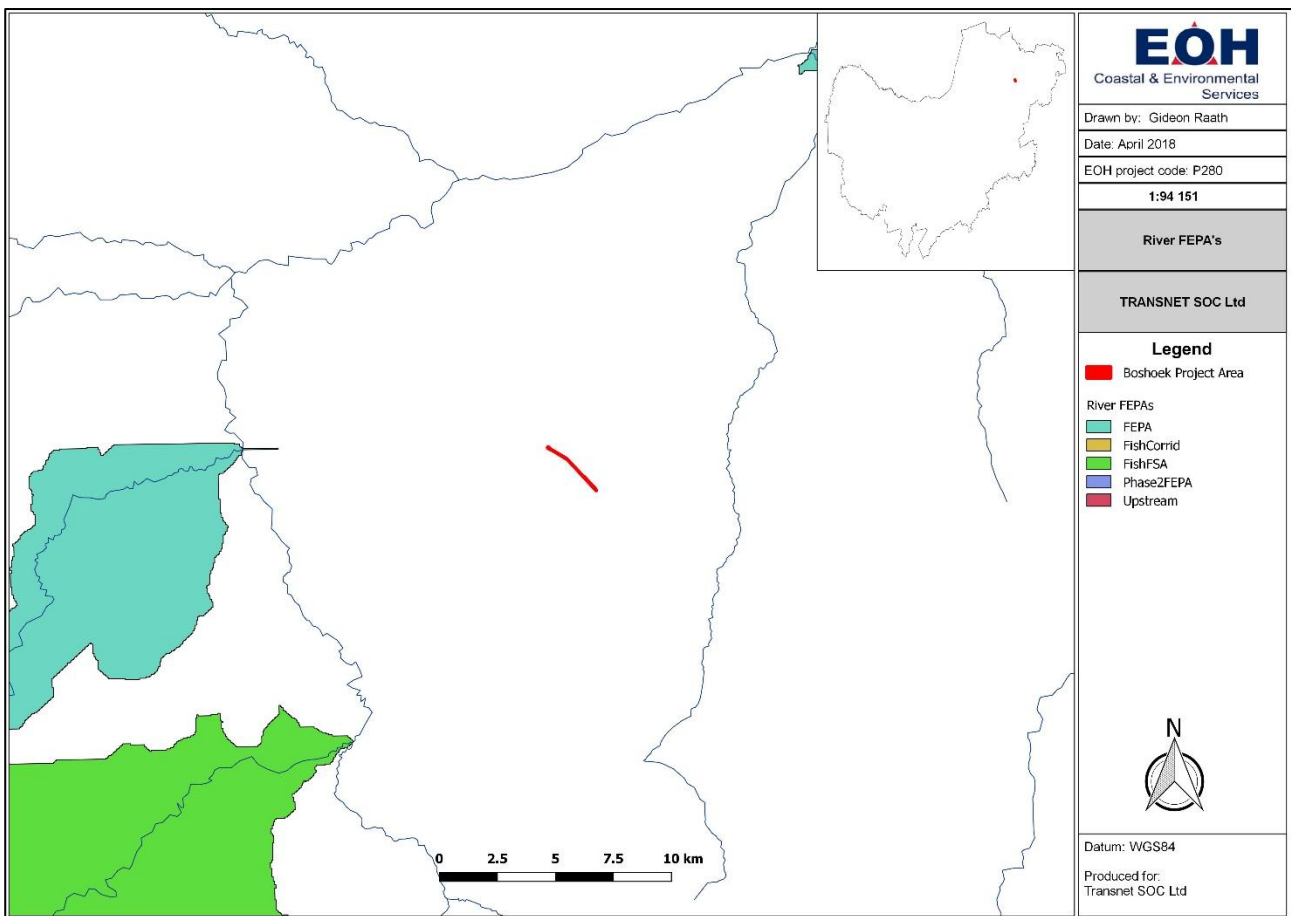 EOH
Coastal & Environmental
Services
Drawn by: Gideon Raath
Date: April 2018
EOH project code: P280
1:94 151
River FEPA's
TRANSNET SOC Ltd
Legend
Boshoek Project Area
River FEPAs
FEPA
FishCorrid
FishFSA
Phase2FEPA
Upstream
N
Datum: WGS84
Produced for:
Transnet SOC Ltd
0 2.5 5 7.5 10 km